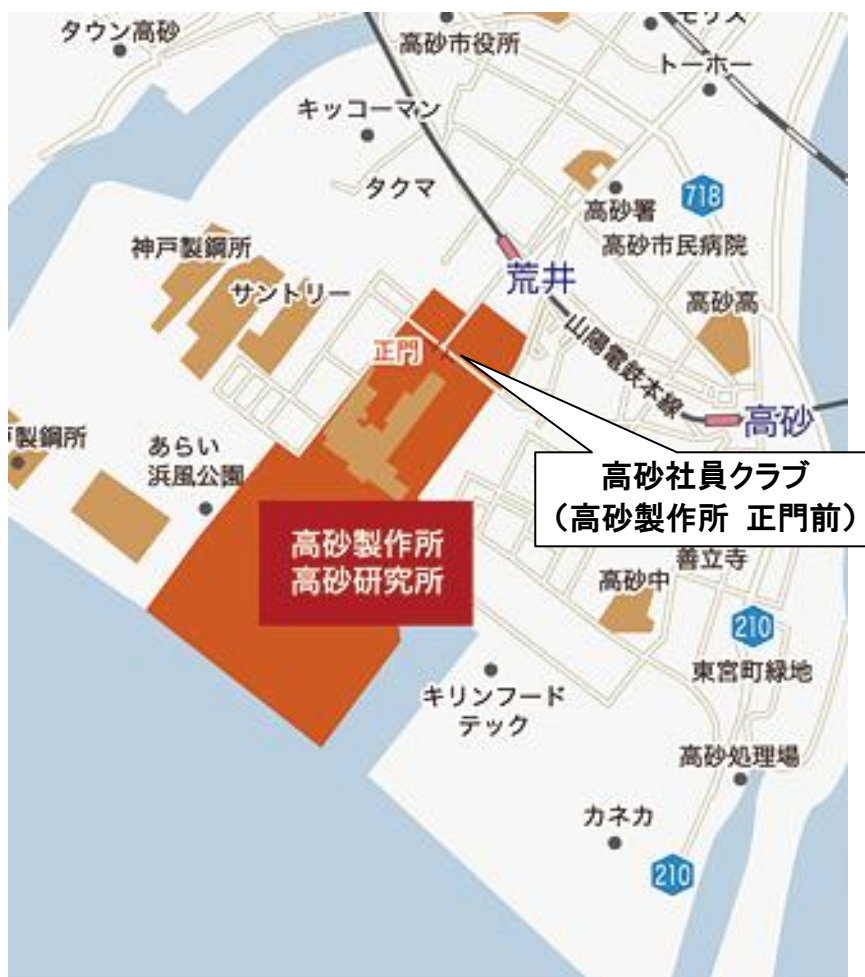 タウン高砂
高砂市役所
モリス
トーホー
キッコーマン
タクマ
高砂署
718
高砂市民病院
神戸製鋼所
サントリー
荒井
高砂高
正門
山陽電鉄本線
高砂
戸製鋼所
あらい
浜風公園
高砂社員クラブ
（高砂製作所 正門前）
高砂製作所
高砂研究所
善立寺
高砂中
210
東宮町緑地
キリンフード
テック
高砂処理場
カネカ
210